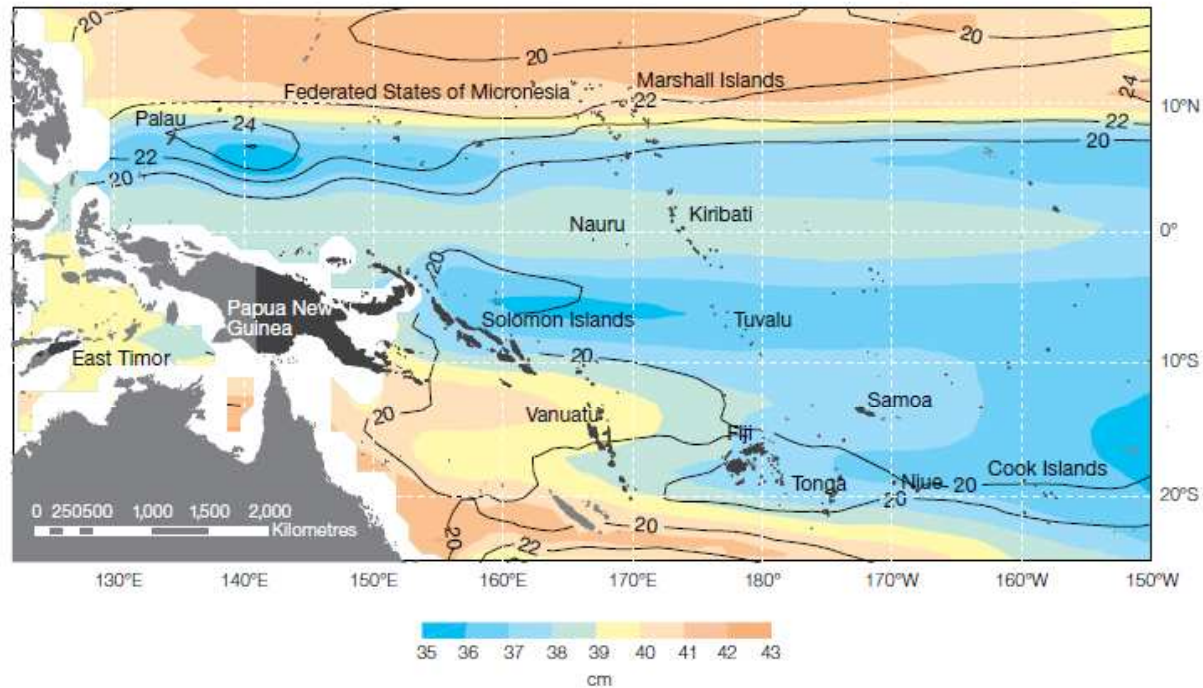 20
20
20
Federated States of Micronesia
Marshall Islands
22
24
10°N
Palau
24
22
20
22
20
Nauru
Kiribati
0°
20
Papua New
Guinea
Solomon Islands
Tuvalu
East Timor
20
10°S
20
Vanuatu
Samoa
Fiji
Tonga
Niue
Cook Islands
20
20
20°S
0 250500 1,000 1,500 2,000
Kilometres
20
20
22
130°E 140°E 150°E 160°E 170°E 180° 170°W 160°W 150°W
35 36 37 38 39 40 41 42 43
cm